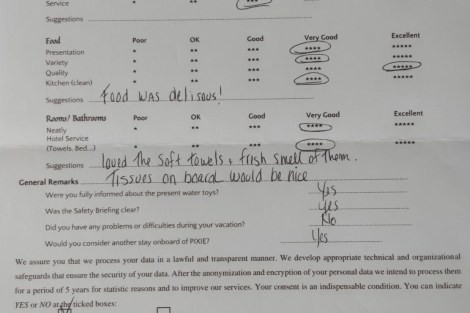 Service * ** *** **** *****
Suggestions
Food Poor OK Good Very Good Excellent
Presentation * ** *** **** *****
Variety * ** *** **** *****
Quality * ** *** **** *****
Kitchen (clean) * ** *** **** *****
Suggestions Food was delisous!
Rooms/ Bathrooms Poor OK Good Very Good Excellent
Neatly * ** *** **** *****
Hotel Service
(Towels, Bed...) * ** *** **** *****
Suggestions loved the soft towels + frish smell of them.
General Remarks Tissues on board would be nice
Were you fully informed about the present water toys? Yes
Was the Safety Briefing clear? Yes
Did you have any problems or difficulties during your vacation? No
Would you consider another stay onboard of PIXIE? Yes
We assure you that we process your data in a lawful and transparent manner. We develop appropriate technical and organizational
safeguards that ensure the security of your data. After the anonymization and encryption of your personal data we intend to process them
for a period of 5 years for statistic reasons and to improve our services. Your consent is an indispensable condition. You can indicate
YES or NO at the ticked boxes: